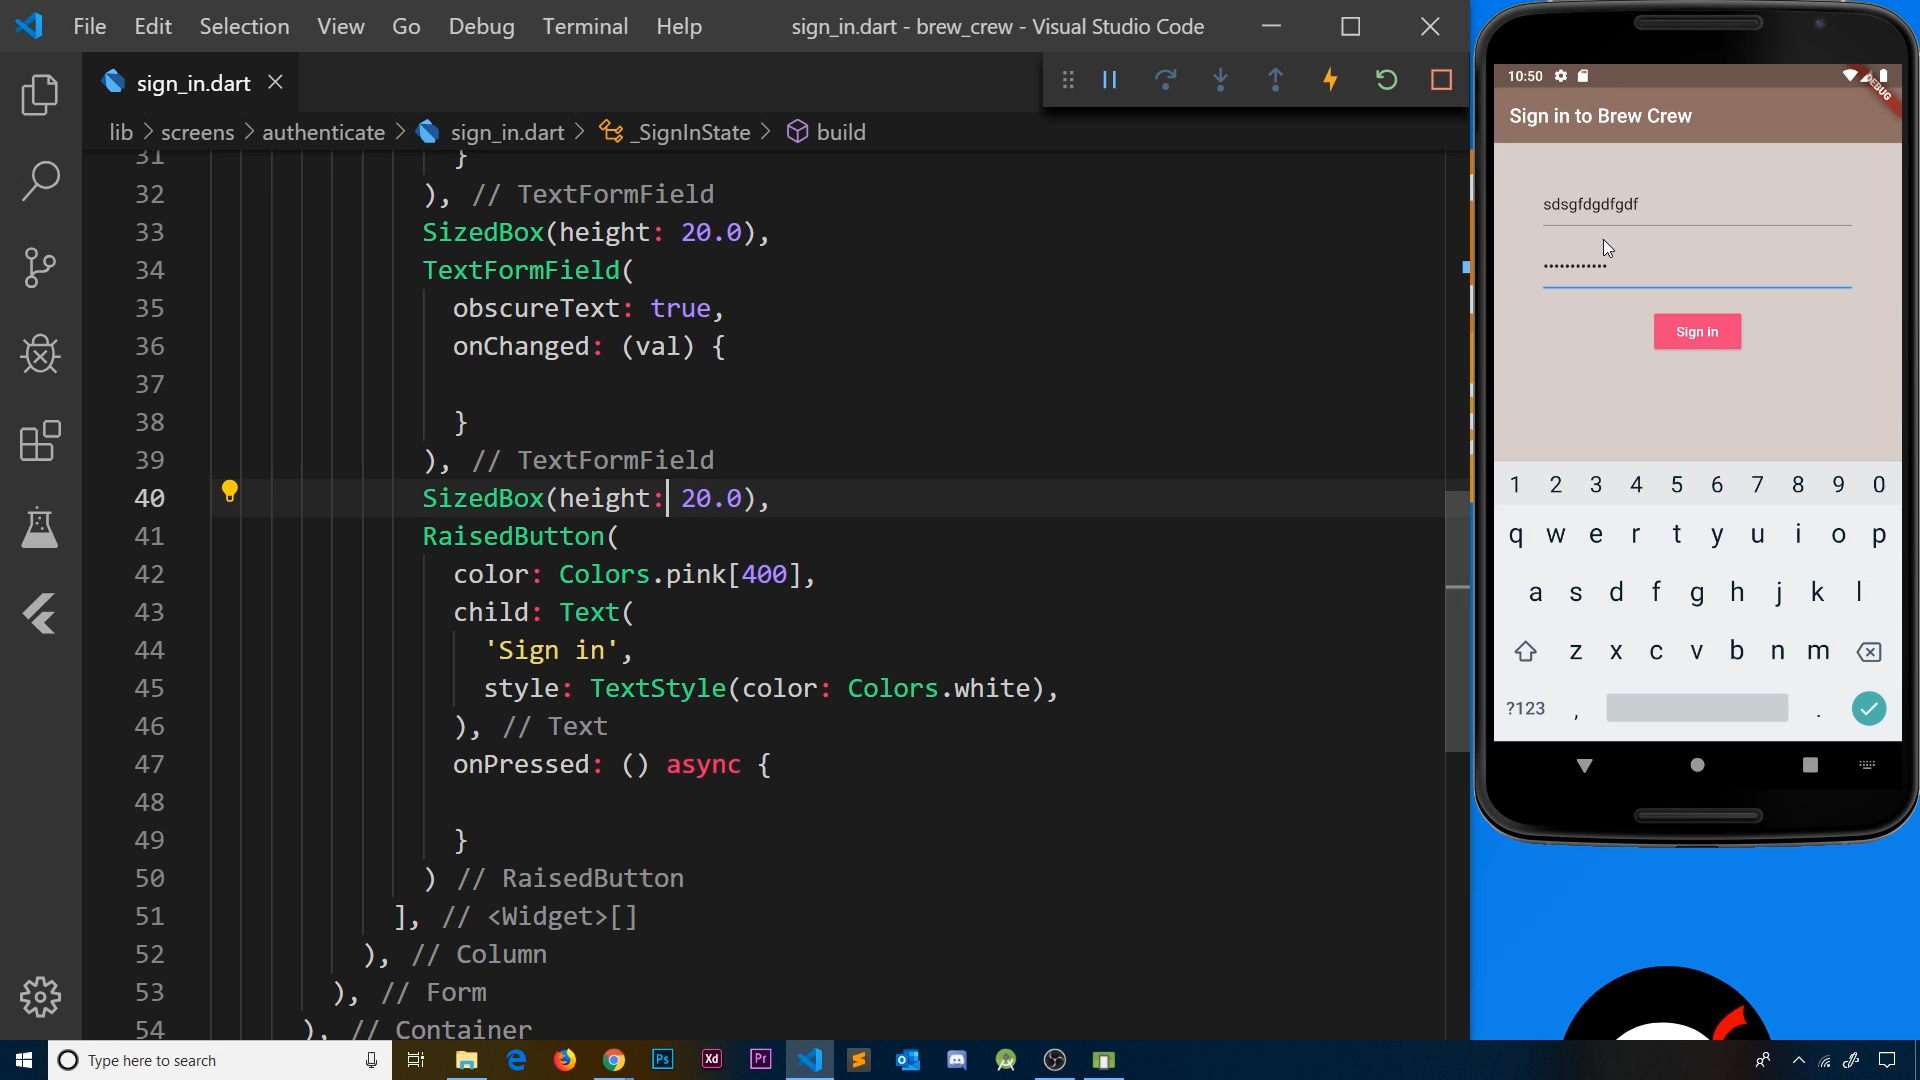 File Edit Selection View Go Debug Terminal Help sign_in.dart - brew_crew - Visual Studio Code
sign_in.dart
lib > screens > authenticate > sign_in.dart > _SignInState > build
31 }
32 ), // TextFormField
33 SizedBox(height: 20.0),
34 TextFormField(
35 obscureText: true,
36 onChanged: (val) {
37
38 }
39 ), // TextFormField
40 SizedBox(height: 20.0),
41 RaisedButton(
42 color: Colors.pink[400],
43 child: Text(
44 'Sign in',
45 style: TextStyle(color: Colors.white),
46 ), // Text
47 onPressed: () async {
48
49 }
50 ) // RaisedButton
51 ], // <Widget>[]
52 ), // Column
53 ), // Form
54 ), // Container
10:50
DEBUG
Sign in to Brew Crew
sdsgfdgdfgdf
••••••••••••
Sign in
1 2 3 4 5 6 7 8 9 0
q w e r t y u i o p
a s d f g h j k l
z x c v b n m
?123 , .
Type here to search
Ps Xd Pr